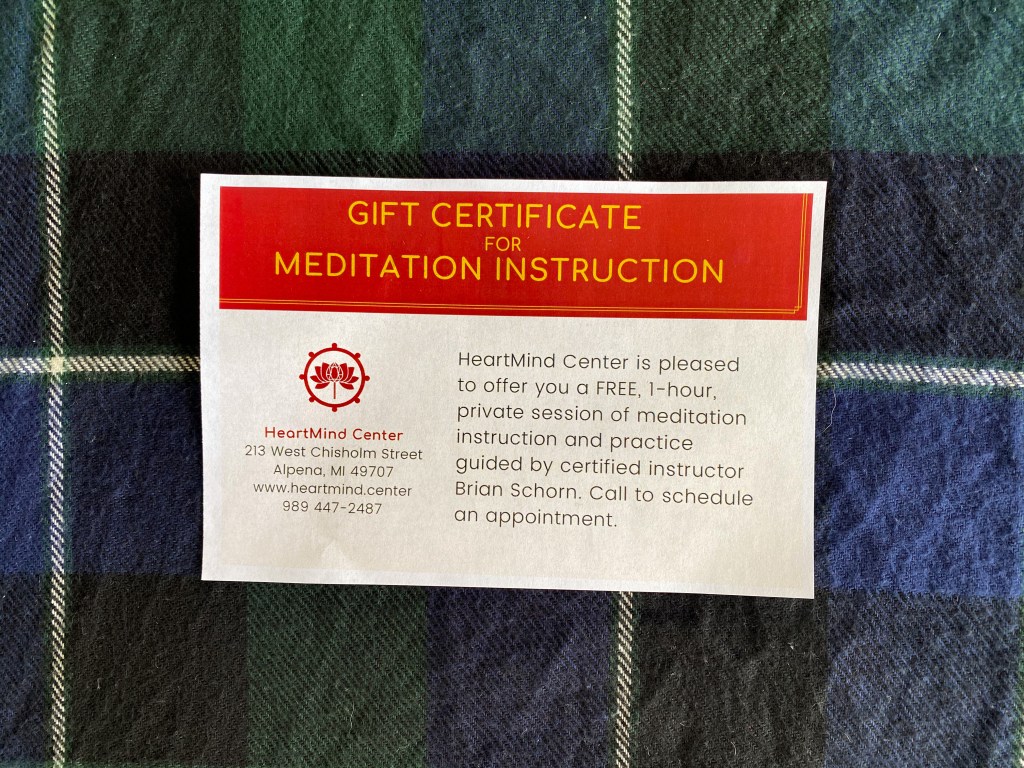 GIFT CERTIFICATE
FOR
MEDITATION INSTRUCTION
HeartMind Center
213 West Chisholm Street
Alpena, MI 49707
www.heartmind.center
989 447-2487
HeartMind Center is pleased
to offer you a FREE, 1-hour,
private session of meditation
instruction and practice
guided by certified instructor
Brian Schorn. Call to schedule
an appointment.